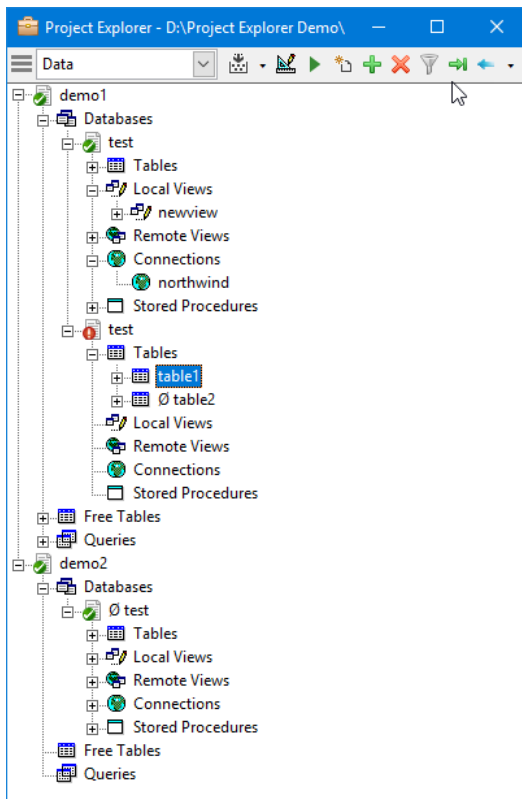 Project Explorer - D:\Project Explorer Demo\
Data
demo1
Databases
test
Tables
Local Views
newview
Remote Views
Connections
northwind
Stored Procedures
test
Tables
table1
Ø table2
Local Views
Remote Views
Connections
Stored Procedures
Free Tables
Queries
demo2
Databases
Ø test
Tables
Local Views
Remote Views
Connections
Stored Procedures
Free Tables
Queries